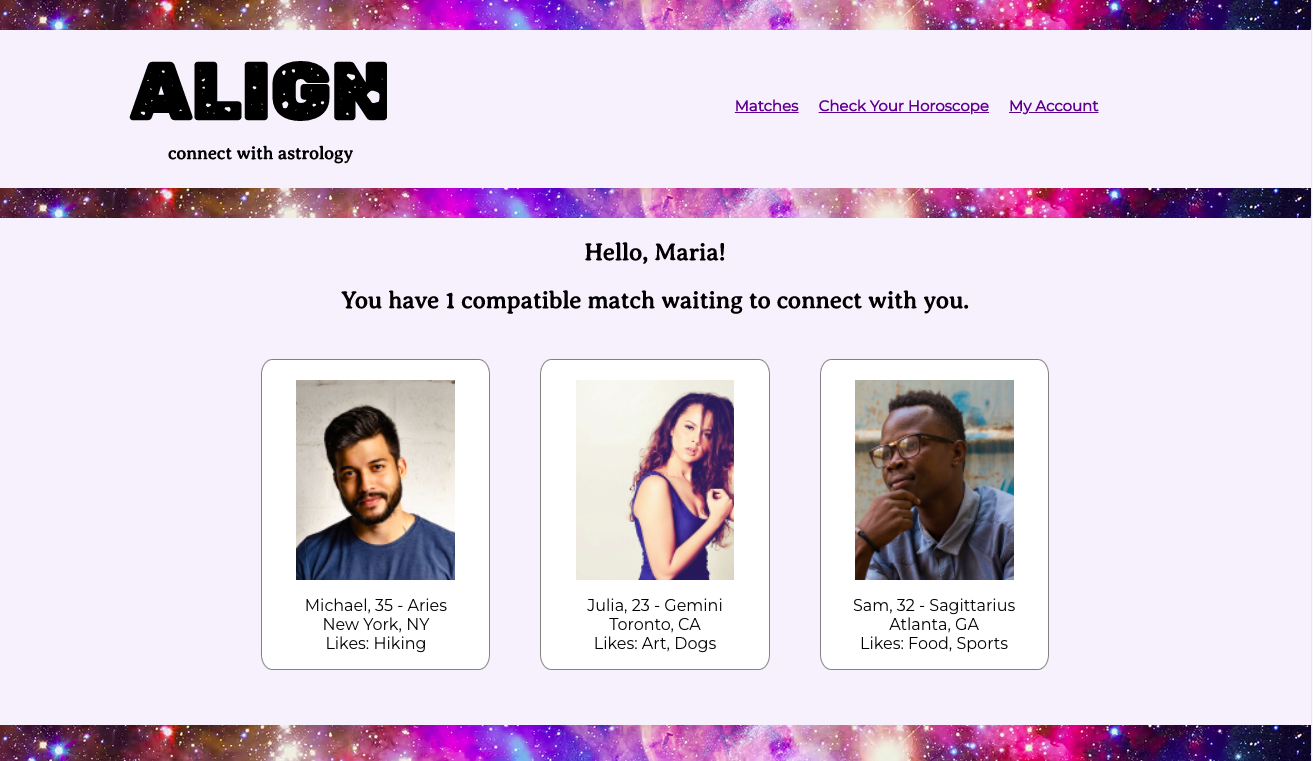 ALIGN
connect with astrology
Matches Check Your Horoscope My Account
Hello, Maria!
You have 1 compatible match waiting to connect with you.
Michael, 35 - Aries
New York, NY
Likes: Hiking
Julia, 23 - Gemini
Toronto, CA
Likes: Art, Dogs
Sam, 32 - Sagittarius
Atlanta, GA
Likes: Food, Sports